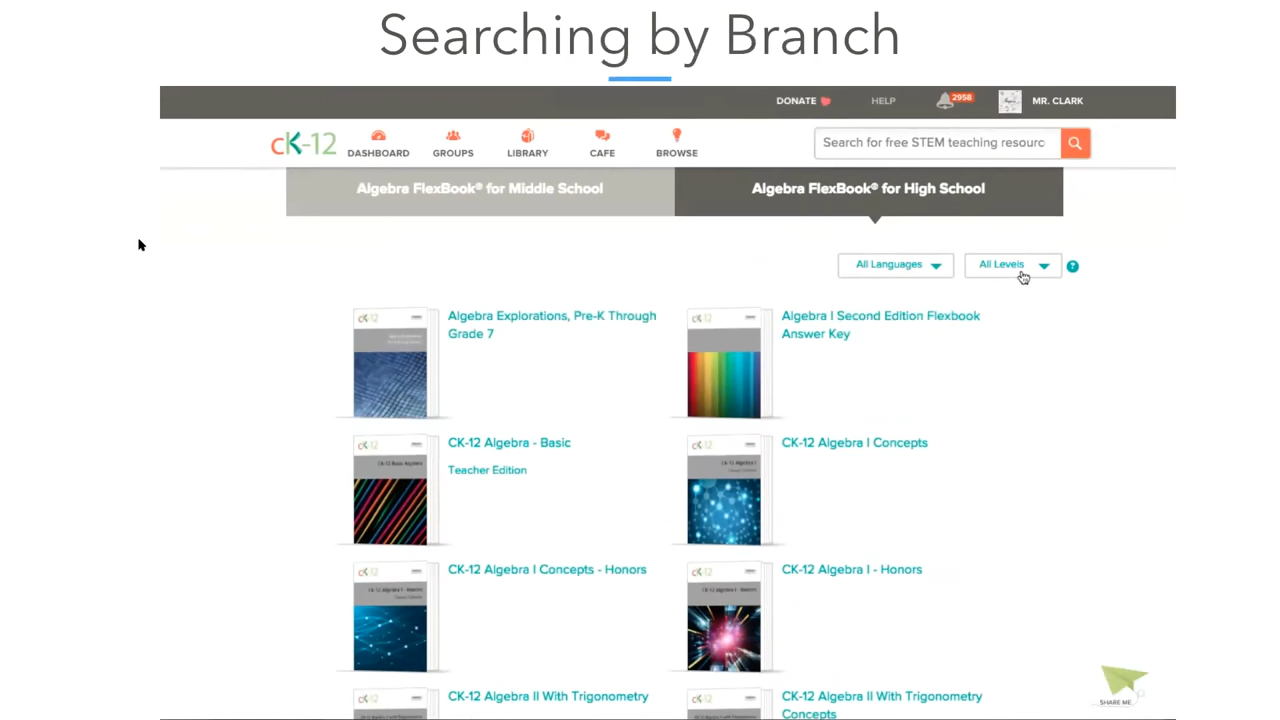 Searching by Branch
DONATE HELP 2958 MR. CLARK
cK-12 DASHBOARD GROUPS LIBRARY CAFE BROWSE Search for free STEM teaching resourc
Algebra FlexBook® for Middle School Algebra FlexBook® for High School
All Languages All Levels ?
Algebra Explorations, Pre-K Through
Grade 7
Algebra I Second Edition Flexbook
Answer Key
CK-12 Algebra - Basic
Teacher Edition
CK-12 Algebra I Concepts
CK-12 Algebra I Concepts - Honors
CK-12 Algebra I - Honors
CK-12 Algebra II With Trigonometry
CK-12 Algebra II With Trigonometry
Concepts
SHARE ME